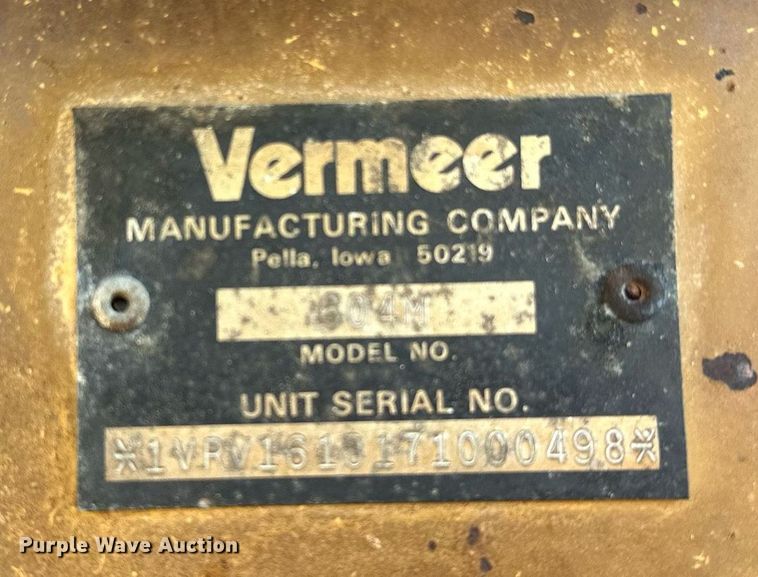 Vermeer
MANUFACTURING COMPANY
Pella, Iowa 50219
604M
MODEL NO.
UNIT SERIAL NO.
Purple Wave Auction